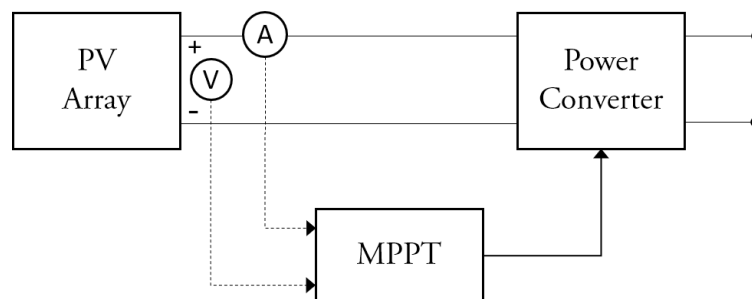 PV
Array
+
A
V
-
Power
Converter
MPPT